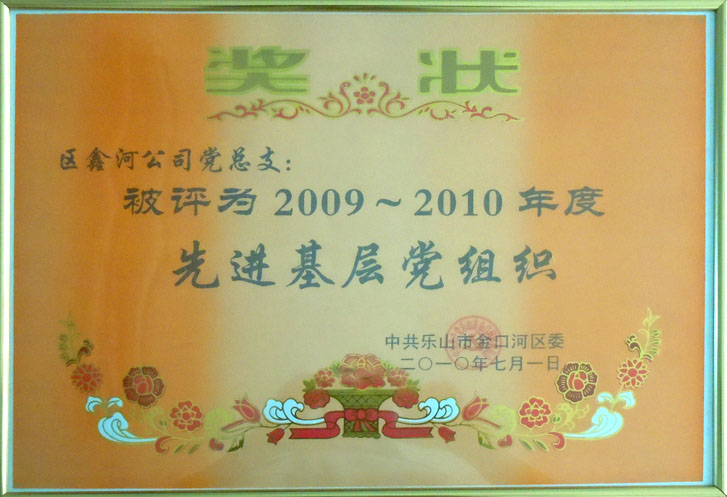 奖 状
区鑫河公司党总支：
被评为2009～2010年度
先进基层党组织
中共乐山市金口河区委
二〇一〇年七月一日